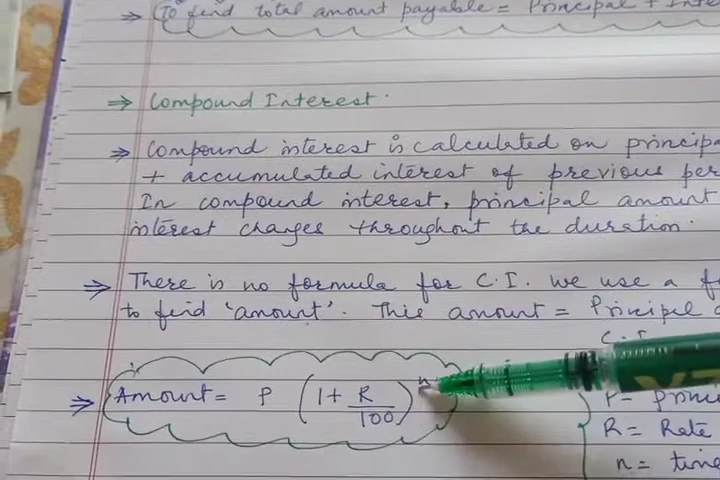 ⇒ To find total amount payable = Principal + Inte
⇒ Compound Interest.
⇒ Compound interest is calculated on principa
+ accumulated interest of previous per
In compound interest, principal amount
interest changes throughout the duration.
⇒ There is no formula for C.I. We use a fo
to find 'amount'. This amount = Principal
C.I
⇒ Amount = P (1 + R/100)^n
P = princi
R = Rate
n = time